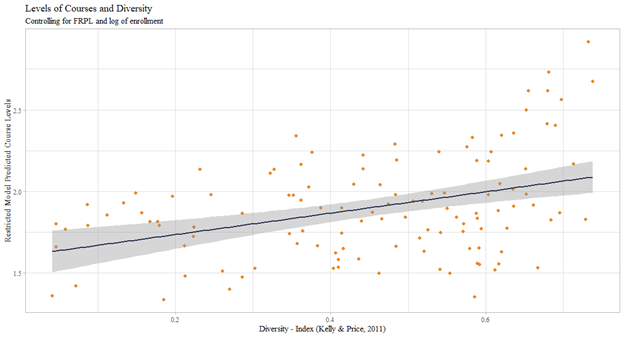 Levels of Courses and Diversity
Controlling for FRPL and log of enrollment
Restricted Model Predicted Course Levels
2.5
2.0
1.5
0.2
0.4
0.6
Diversity - Index (Kelly & Price, 2011)